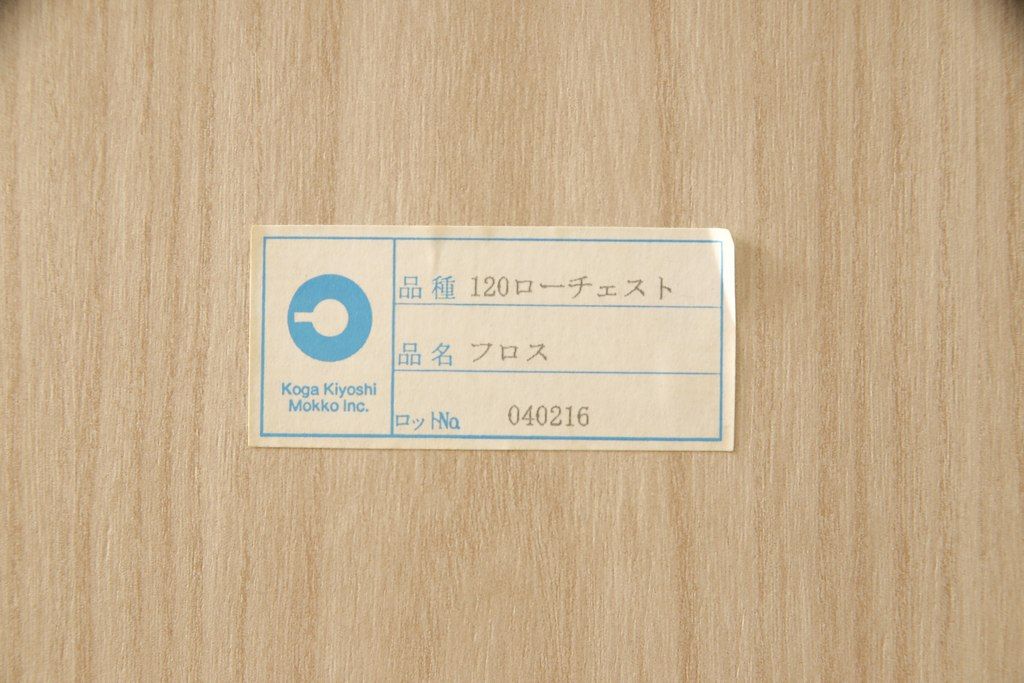 Koga Kiyoshi
Mokko Inc.
品種 120ローチェスト
品名 フロス
ロットNo. 040216